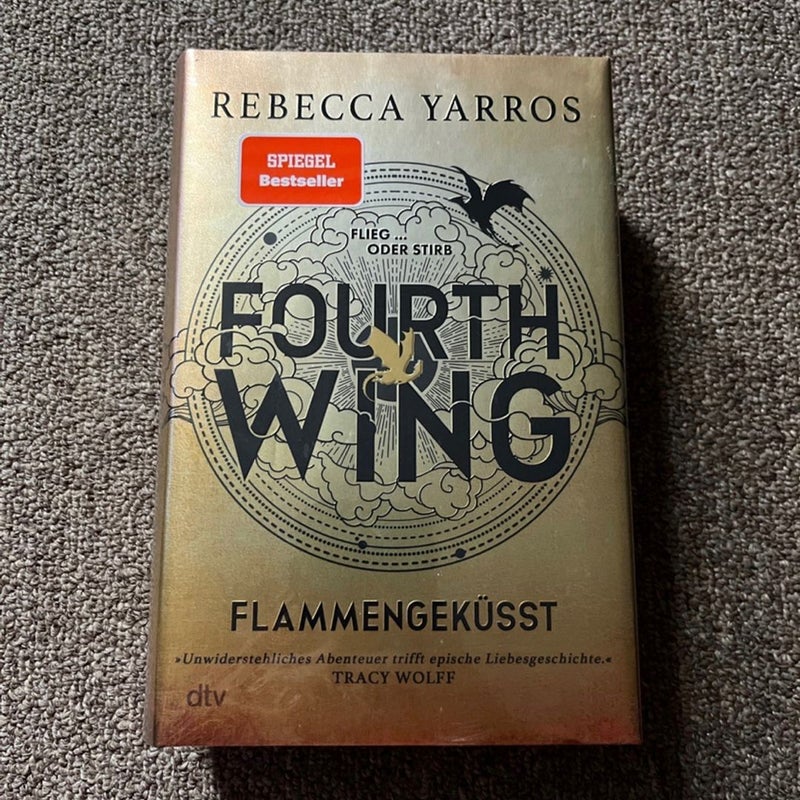 REBECCA YARROS
SPIEGEL
Bestseller
FLIEG ...
ODER STIRB
FOURTH
WING
FLAMMENGEKÜSST
»Unwiderstehliches Abenteuer trifft epische Liebesgeschichte.«
TRACY WOLFF
dtv